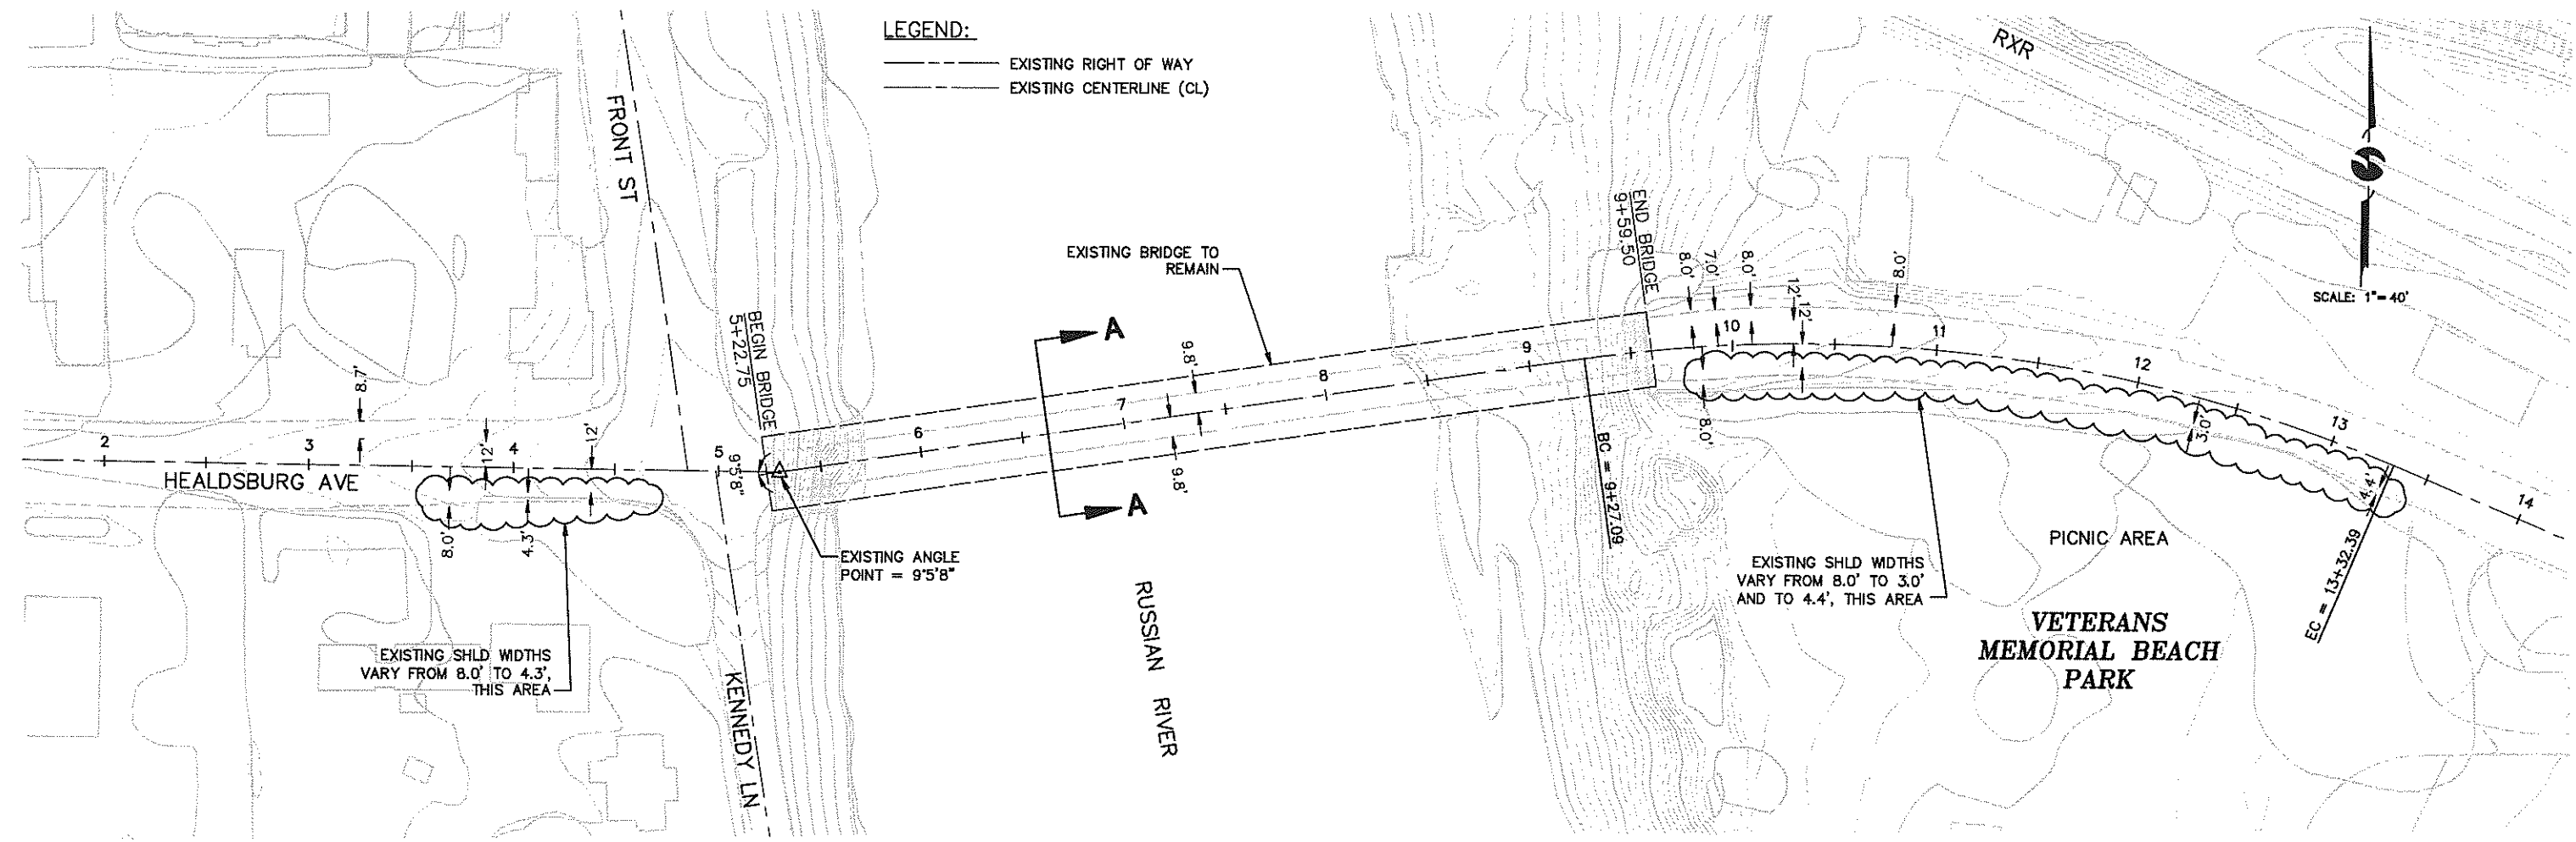 LEGEND:
EXISTING RIGHT OF WAY
EXISTING CENTERLINE (CL)
RXR
SCALE: 1"=40'
FRONT ST
EXISTING BRIDGE TO
REMAIN
END BRIDGE
9+59.50
8.0'
7.0'
8.0'
12'
12'
8.0'
A
BEGIN BRIDGE
5+22.75
9.8'
9.8'
8.7'
2
3
12'
4
12'
5
6
7
8
9
10
11
12
13
14
HEALDSBURG AVE
9°5'8"
8.0'
4.3'
A
8.0'
3.0'
4.4'
BC = 9+27.09
EC = 13+32.39
EXISTING ANGLE
POINT = 9°5'8"
PICNIC AREA
EXISTING SHLD WIDTHS
VARY FROM 8.0' TO 3.0'
AND TO 4.4', THIS AREA
VETERANS
MEMORIAL BEACH
PARK
EXISTING SHLD WIDTHS
VARY FROM 8.0' TO 4.3',
THIS AREA
KENNEDY LN
RUSSIAN RIVER